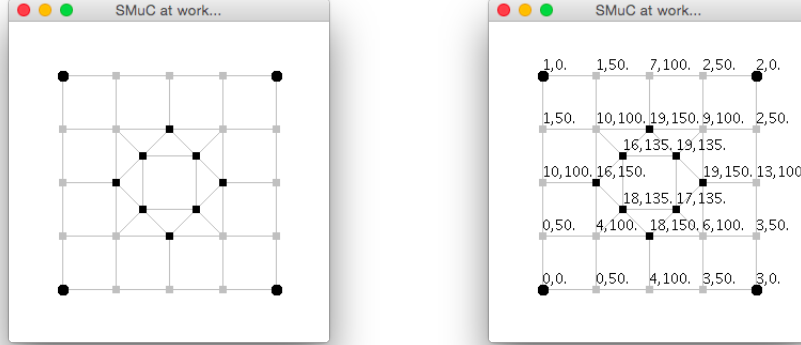 SMuC at work...
SMuC at work...
1,0. 1,50. 7,100. 2,50. 2,0.
1,50. 10,100. 19,150. 9,100. 2,50.
16,135. 19,135.
10,100. 16,150. 19,150. 13,100
18,135. 17,135.
0,50. 4,100. 18,150. 6,100. 3,50.
0,0. 0,50. 4,100. 3,50. 3,0.